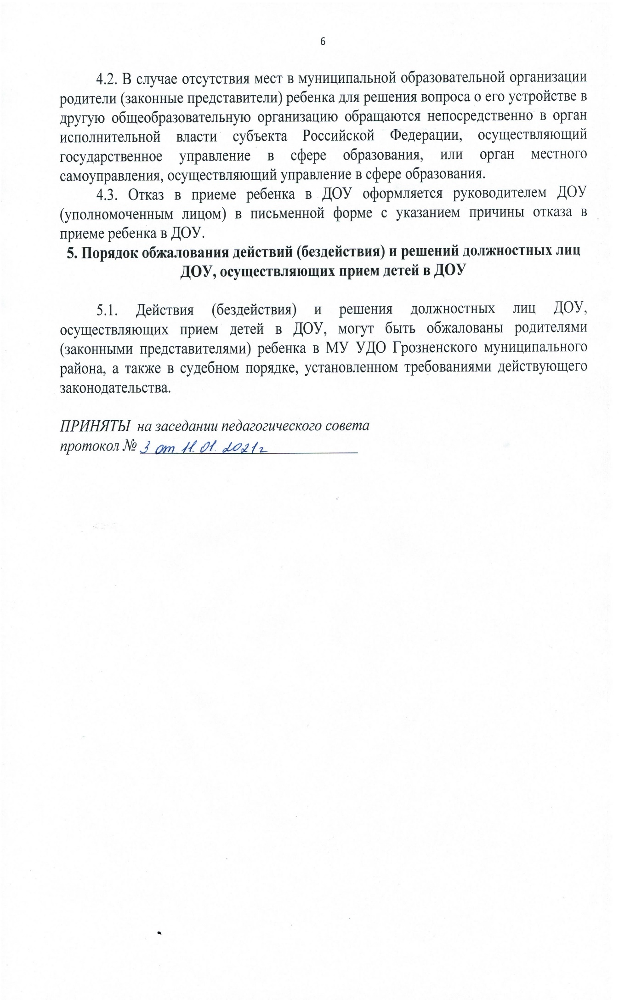 6
4.2. В случае отсутствия мест в муниципальной образовательной организации
родители (законные представители) ребенка для решения вопроса о его устройстве в
другую общеобразовательную организацию обращаются непосредственно в орган
исполнительной власти субъекта Российской Федерации, осуществляющий
государственное управление в сфере образования, или орган местного
самоуправления, осуществляющий управление в сфере образования.
4.3. Отказ в приеме ребенка в ДОУ оформляется руководителем ДОУ
(уполномоченным лицом) в письменной форме с указанием причины отказа в
приеме ребенка в ДОУ.
5. Порядок обжалования действий (бездействия) и решений должностных лиц
ДОУ, осуществляющих прием детей в ДОУ
5.1. Действия (бездействия) и решения должностных лиц ДОУ,
осуществляющих прием детей в ДОУ, могут быть обжалованы родителями
(законными представителями) ребенка в МУ УДО Грозненского муниципального
района, а также в судебном порядке, установленном требованиями действующего
законодательства.
ПРИНЯТЫ на заседании педагогического совета
протокол № 3 от 11.01.2021г